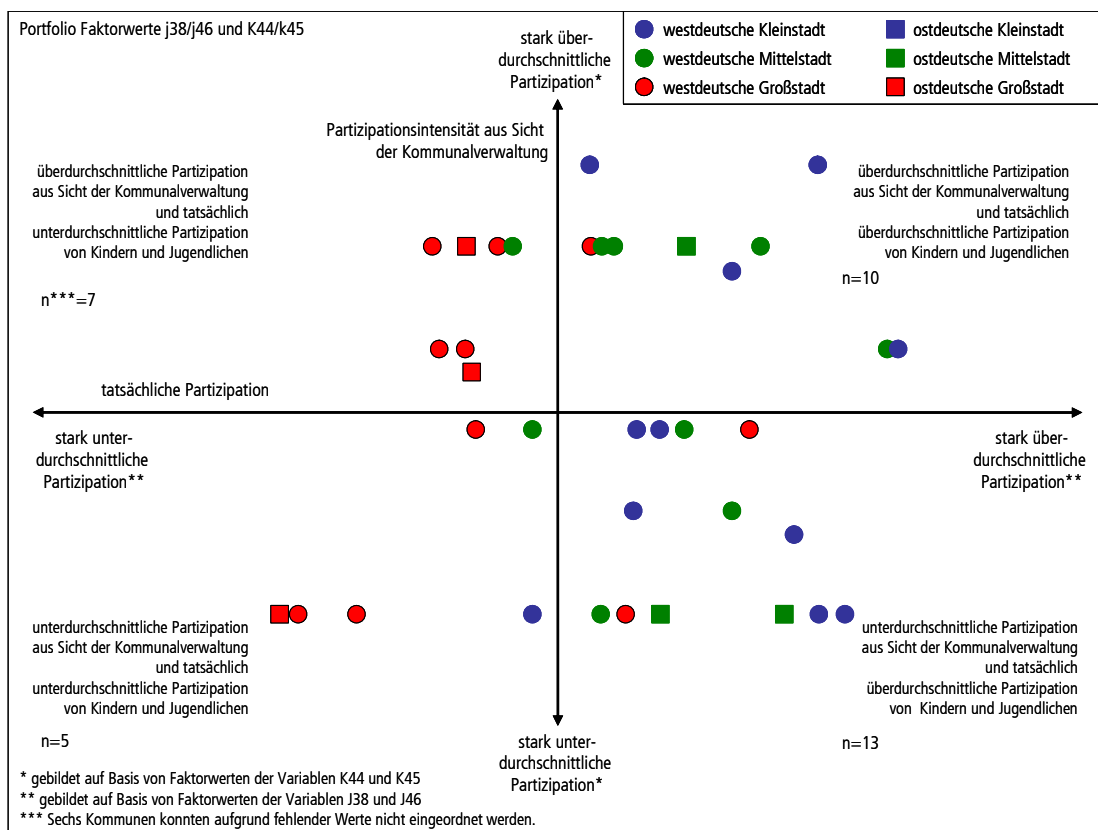 Portfolio Faktorwerte j38/j46 und K44/k45
stark über-
durchschnittliche
Partizipation*
westdeutsche Kleinstadt
ostdeutsche Kleinstadt
westdeutsche Mittelstadt
ostdeutsche Mittelstadt
westdeutsche Großstadt
ostdeutsche Großstadt
Partizipationsintensität aus Sicht
der Kommunalverwaltung
überdurchschnittliche Partizipation
aus Sicht der Kommunalverwaltung
und tatsächlich
unterdurchschnittliche Partizipation
von Kindern und Jugendlichen
n***=7
überdurchschnittliche Partizipation
aus Sicht der Kommunalverwaltung
und tatsächlich
überdurchschnittliche Partizipation
von Kindern und Jugendlichen
n=10
tatsächliche Partizipation
stark unter-
durchschnittliche
Partizipation**
stark über-
durchschnittliche
Partizipation**
unterdurchschnittliche Partizipation
aus Sicht der Kommunalverwaltung
und tatsächlich
unterdurchschnittliche Partizipation
von Kindern und Jugendlichen
n=5
unterdurchschnittliche Partizipation
aus Sicht der Kommunalverwaltung
und tatsächlich
überdurchschnittliche Partizipation
von Kindern und Jugendlichen
n=13
stark unter-
durchschnittliche
Partizipation*
* gebildet auf Basis von Faktorwerten der Variablen K44 und K45
** gebildet auf Basis von Faktorwerten der Variablen J38 und J46
*** Sechs Kommunen konnten aufgrund fehlender Werte nicht eingeordnet werden.